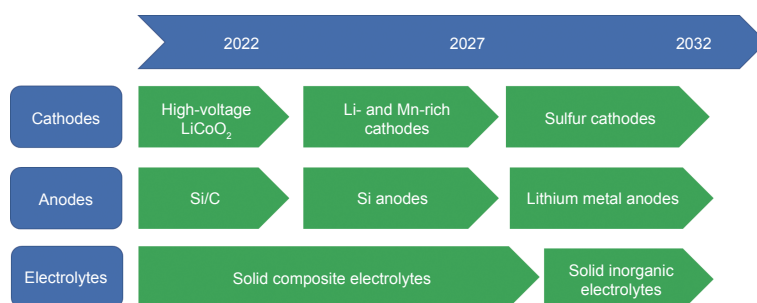 2022 2027 2032
Cathodes
High-voltage
LiCoO₂
Li- and Mn-rich
cathodes
Sulfur cathodes
Anodes
Si/C
Si anodes
Lithium metal anodes
Electrolytes
Solid composite electrolytes
Solid inorganic
electrolytes